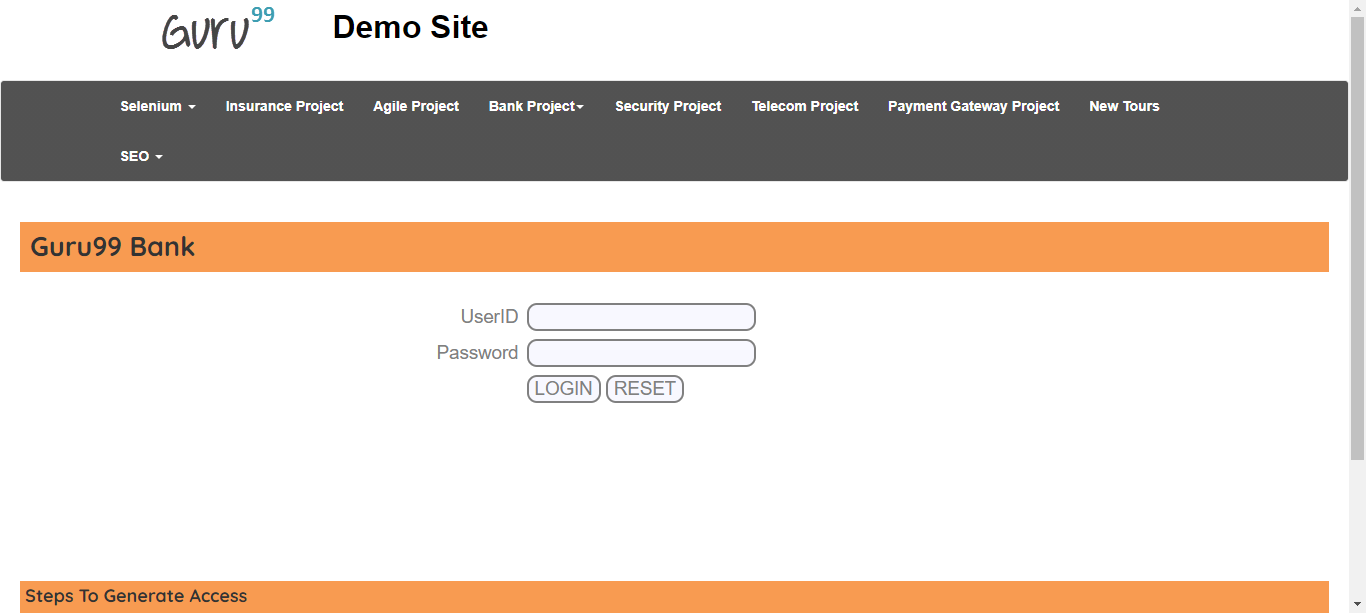 Guru99 Demo Site
Selenium Insurance Project Agile Project Bank Project Security Project Telecom Project Payment Gateway Project New Tours
SEO
Guru99 Bank
UserID
Password
LOGIN RESET
Steps To Generate Access